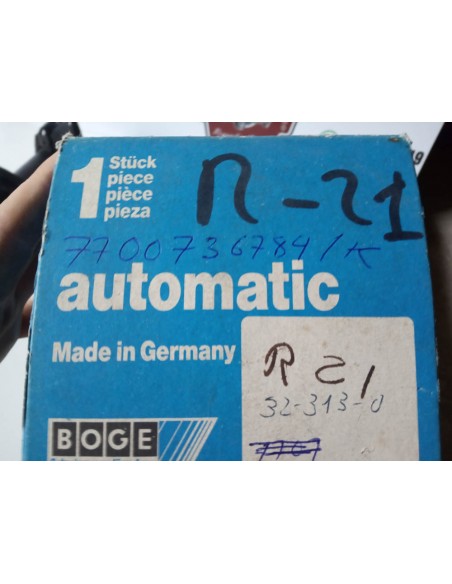 1 Stück
piece
pièce
pieza
R-21
7700736784/K
automatic
Made in Germany
R 21
32-313-0
BOGE